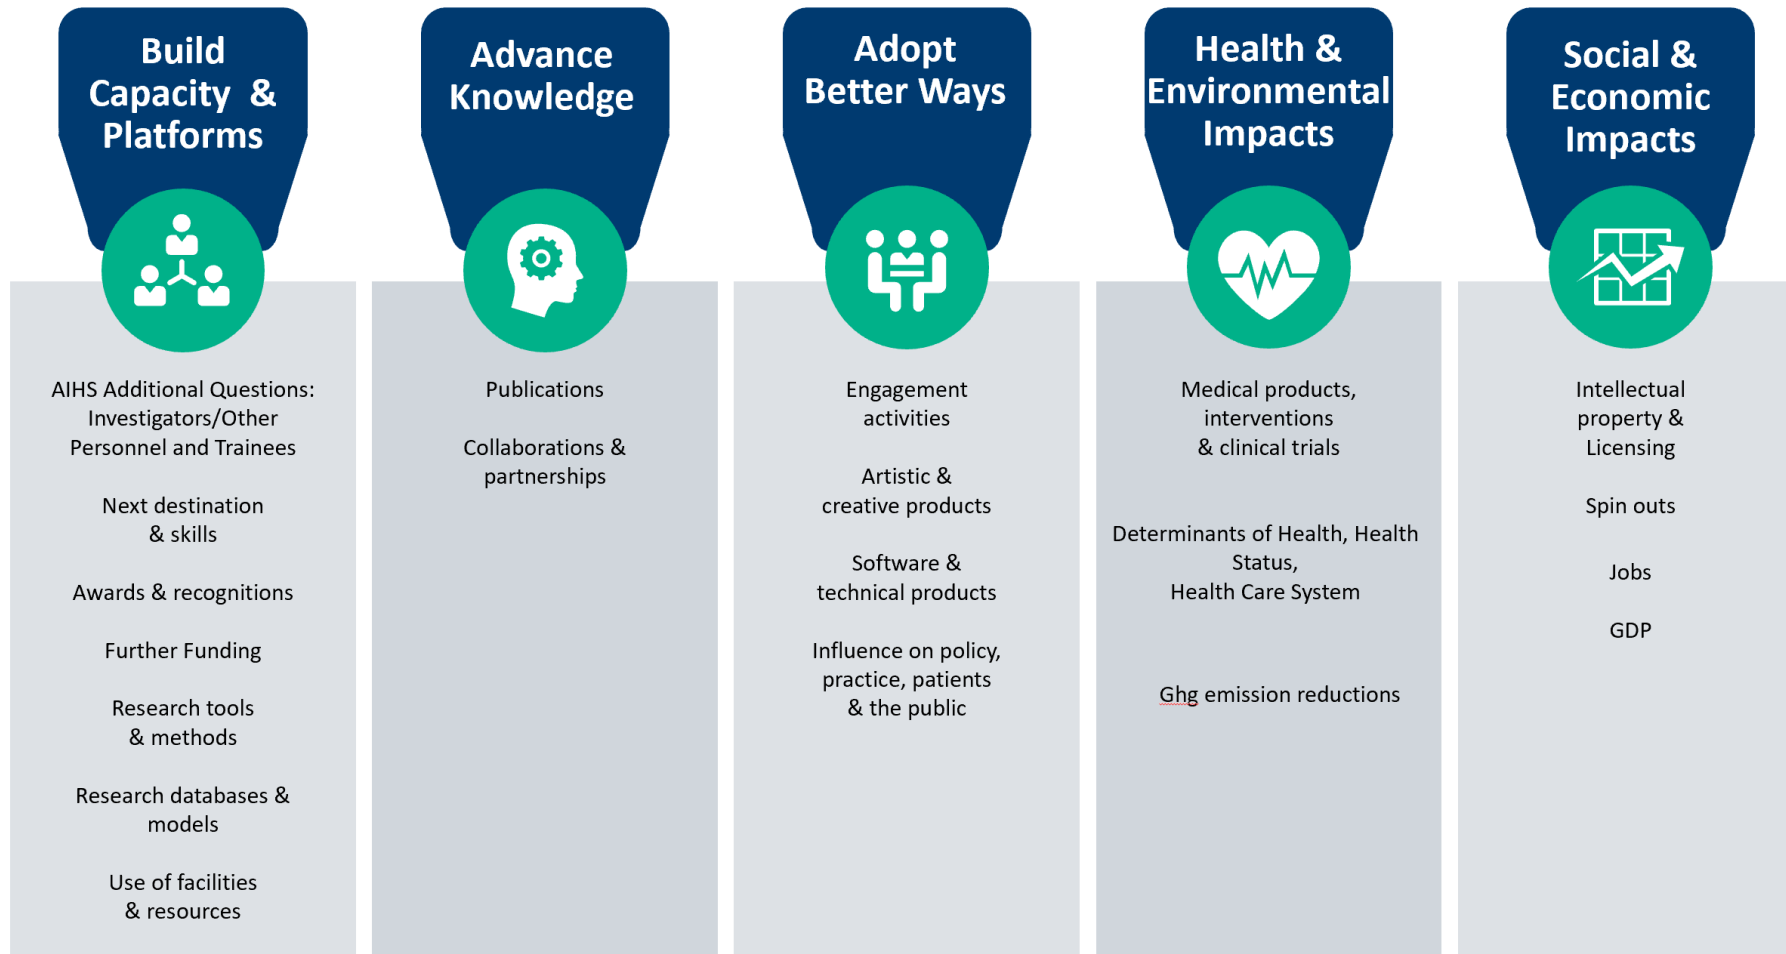 Build
Capacity & 
Platforms
AIHS Additional Questions:
Investigators/Other
Personnel and Trainees
Next destination
& skills
Awards & recognitions
Further Funding
Research tools
& methods
Research databases &
models
Use of facilities
& resources
Advance
Knowledge
Publications
Collaborations &
partnerships
Adopt
Better Ways
Engagement
activities
Artistic &
creative products
Software &
technical products
Influence on policy,
practice, patients
& the public
Health &
Environmental
Impacts
Medical products,
interventions
& clinical trials
Determinants of Health, Health
Status,
Health Care System
Ghg emission reductions
Social &
Economic
Impacts
Intellectual
property &
Licensing
Spin outs
Jobs
GDP